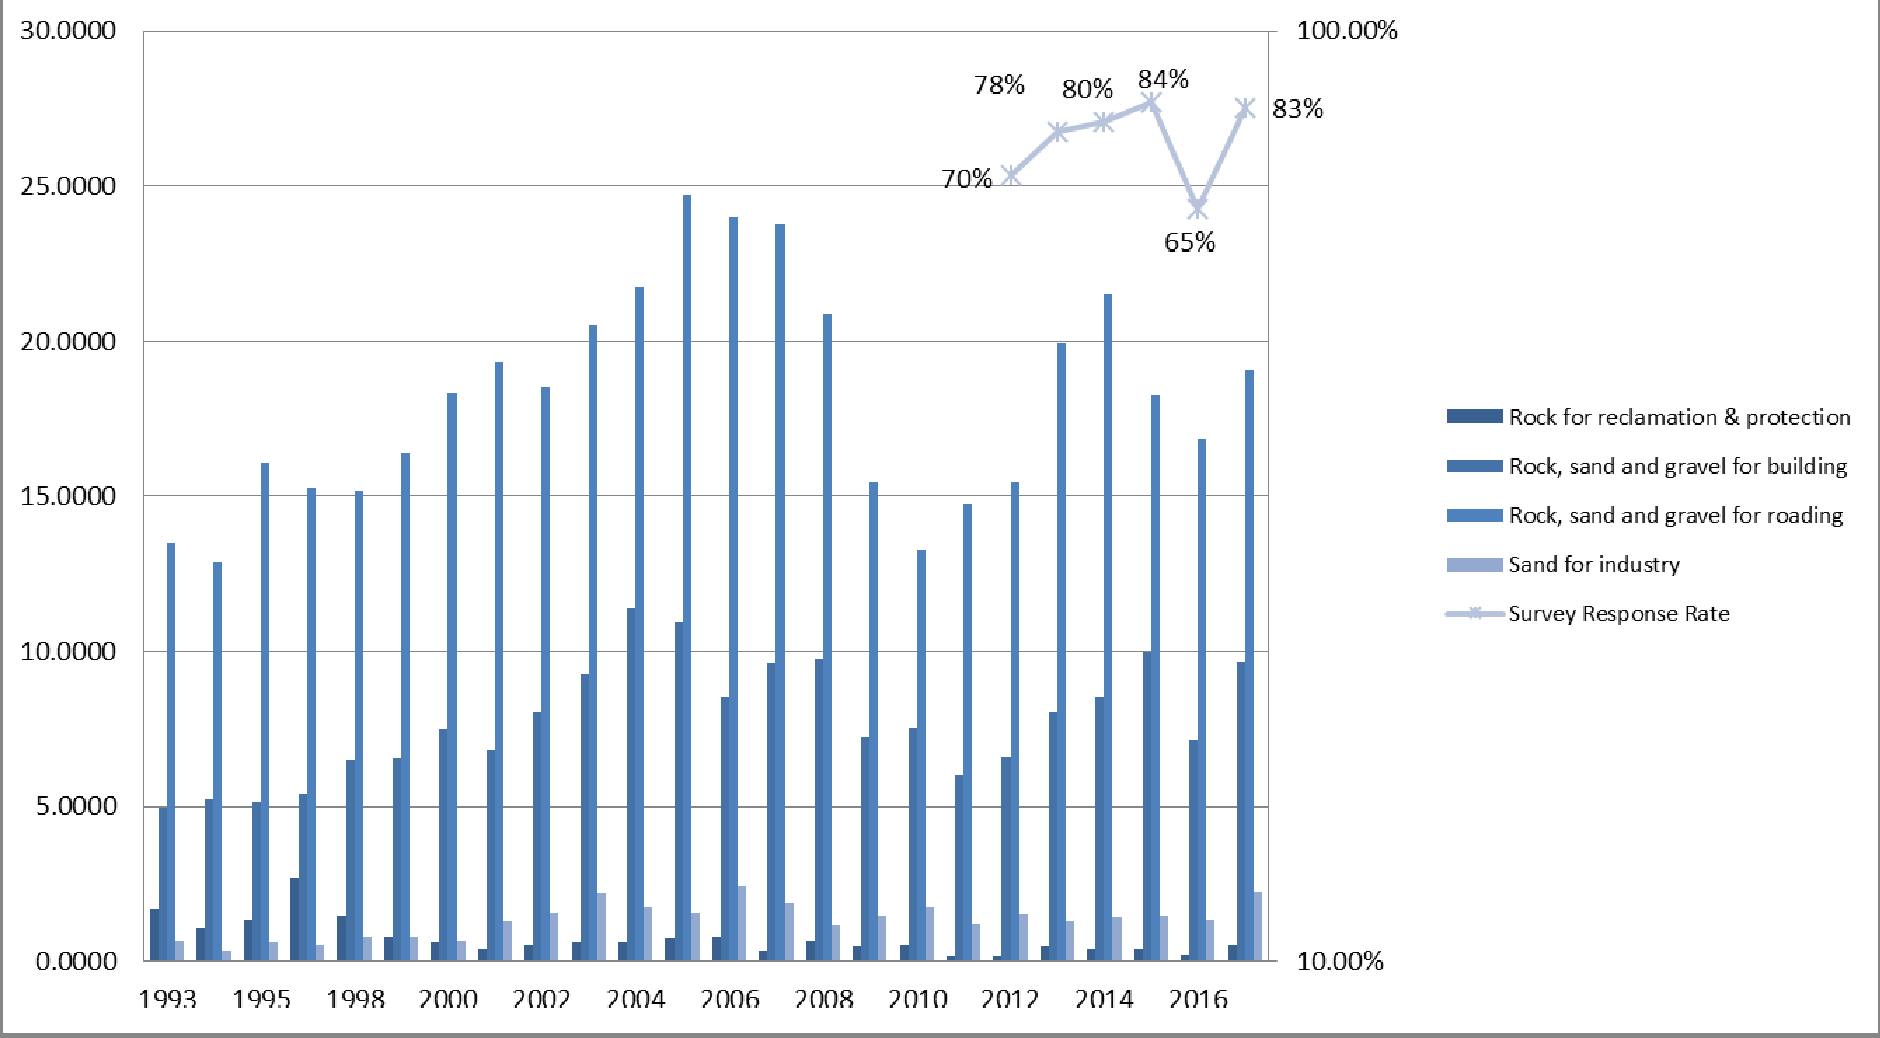 30.0000
25.0000
20.0000
15.0000
10.0000
5.0000
0.0000
100.00%
10.00%
70%
78%
80%
84%
65%
83%
1993 1995 1998 2000 2002 2004 2006 2008 2010 2012 2014 2016
Rock for reclamation & protection
Rock, sand and gravel for building
Rock, sand and gravel for roading
Sand for industry
Survey Response Rate